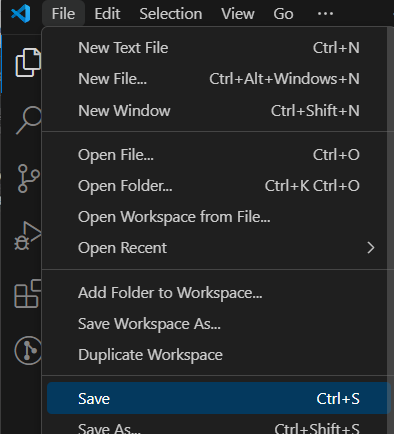 File Edit Selection View Go ...
New Text File Ctrl+N
New File... Ctrl+Alt+Windows+N
New Window Ctrl+Shift+N
Open File... Ctrl+O
Open Folder... Ctrl+K Ctrl+O
Open Workspace from File...
Open Recent
Add Folder to Workspace...
Save Workspace As...
Duplicate Workspace
Save Ctrl+S
Save As... Ctrl+Shift+S